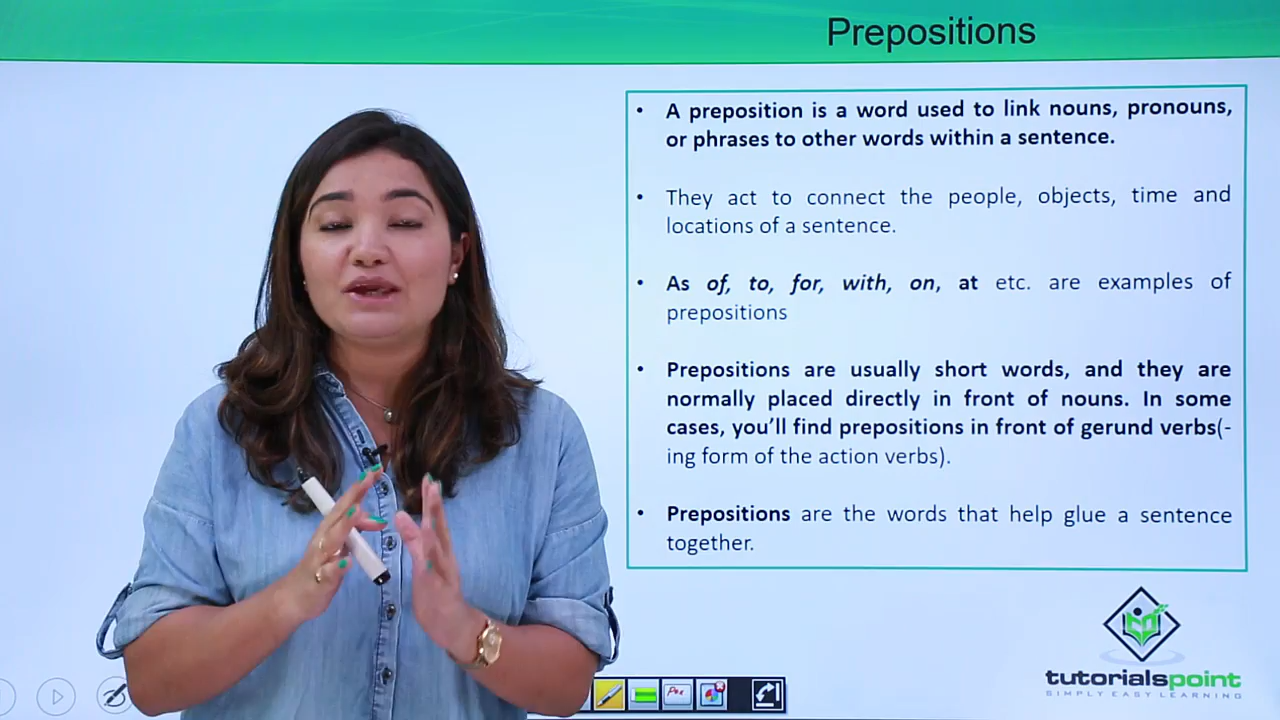 Prepositions
• A preposition is a word used to link nouns, pronouns,
or phrases to other words within a sentence.
• They act to connect the people, objects, time and
locations of a sentence.
• As of, to, for, with, on, at etc. are examples of
prepositions
• Prepositions are usually short words, and they are
normally placed directly in front of nouns. In some
cases, you’ll find prepositions in front of gerund verbs(-
ing form of the action verbs).
• Prepositions are the words that help glue a sentence
together.
tutorialspoint
SIMPLY EASY LEARNING
Pen